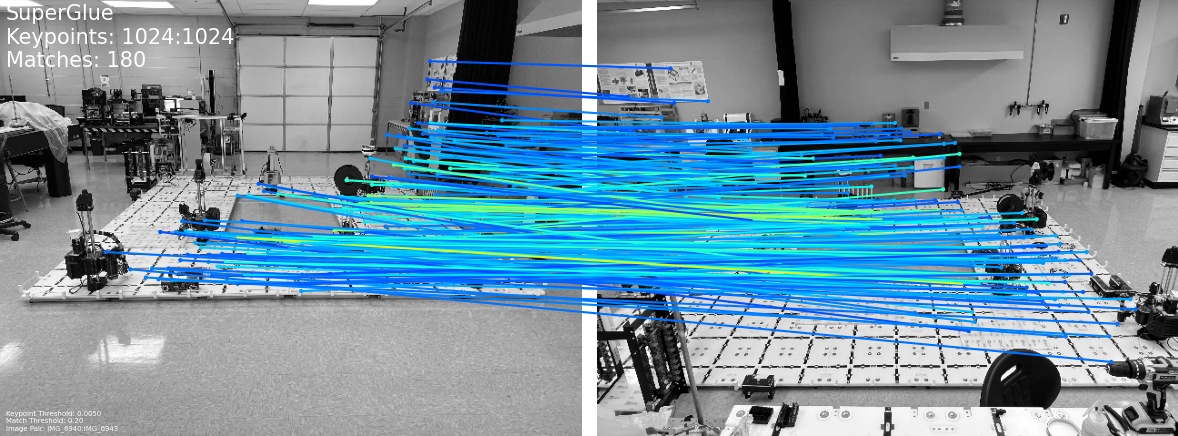 SuperGlue
Keypoints: 1024:1024
Matches: 180
Keypoint Threshold: 0.0050
Match Threshold: 0.20
Image Pair: IMG_6940:IMG_6943